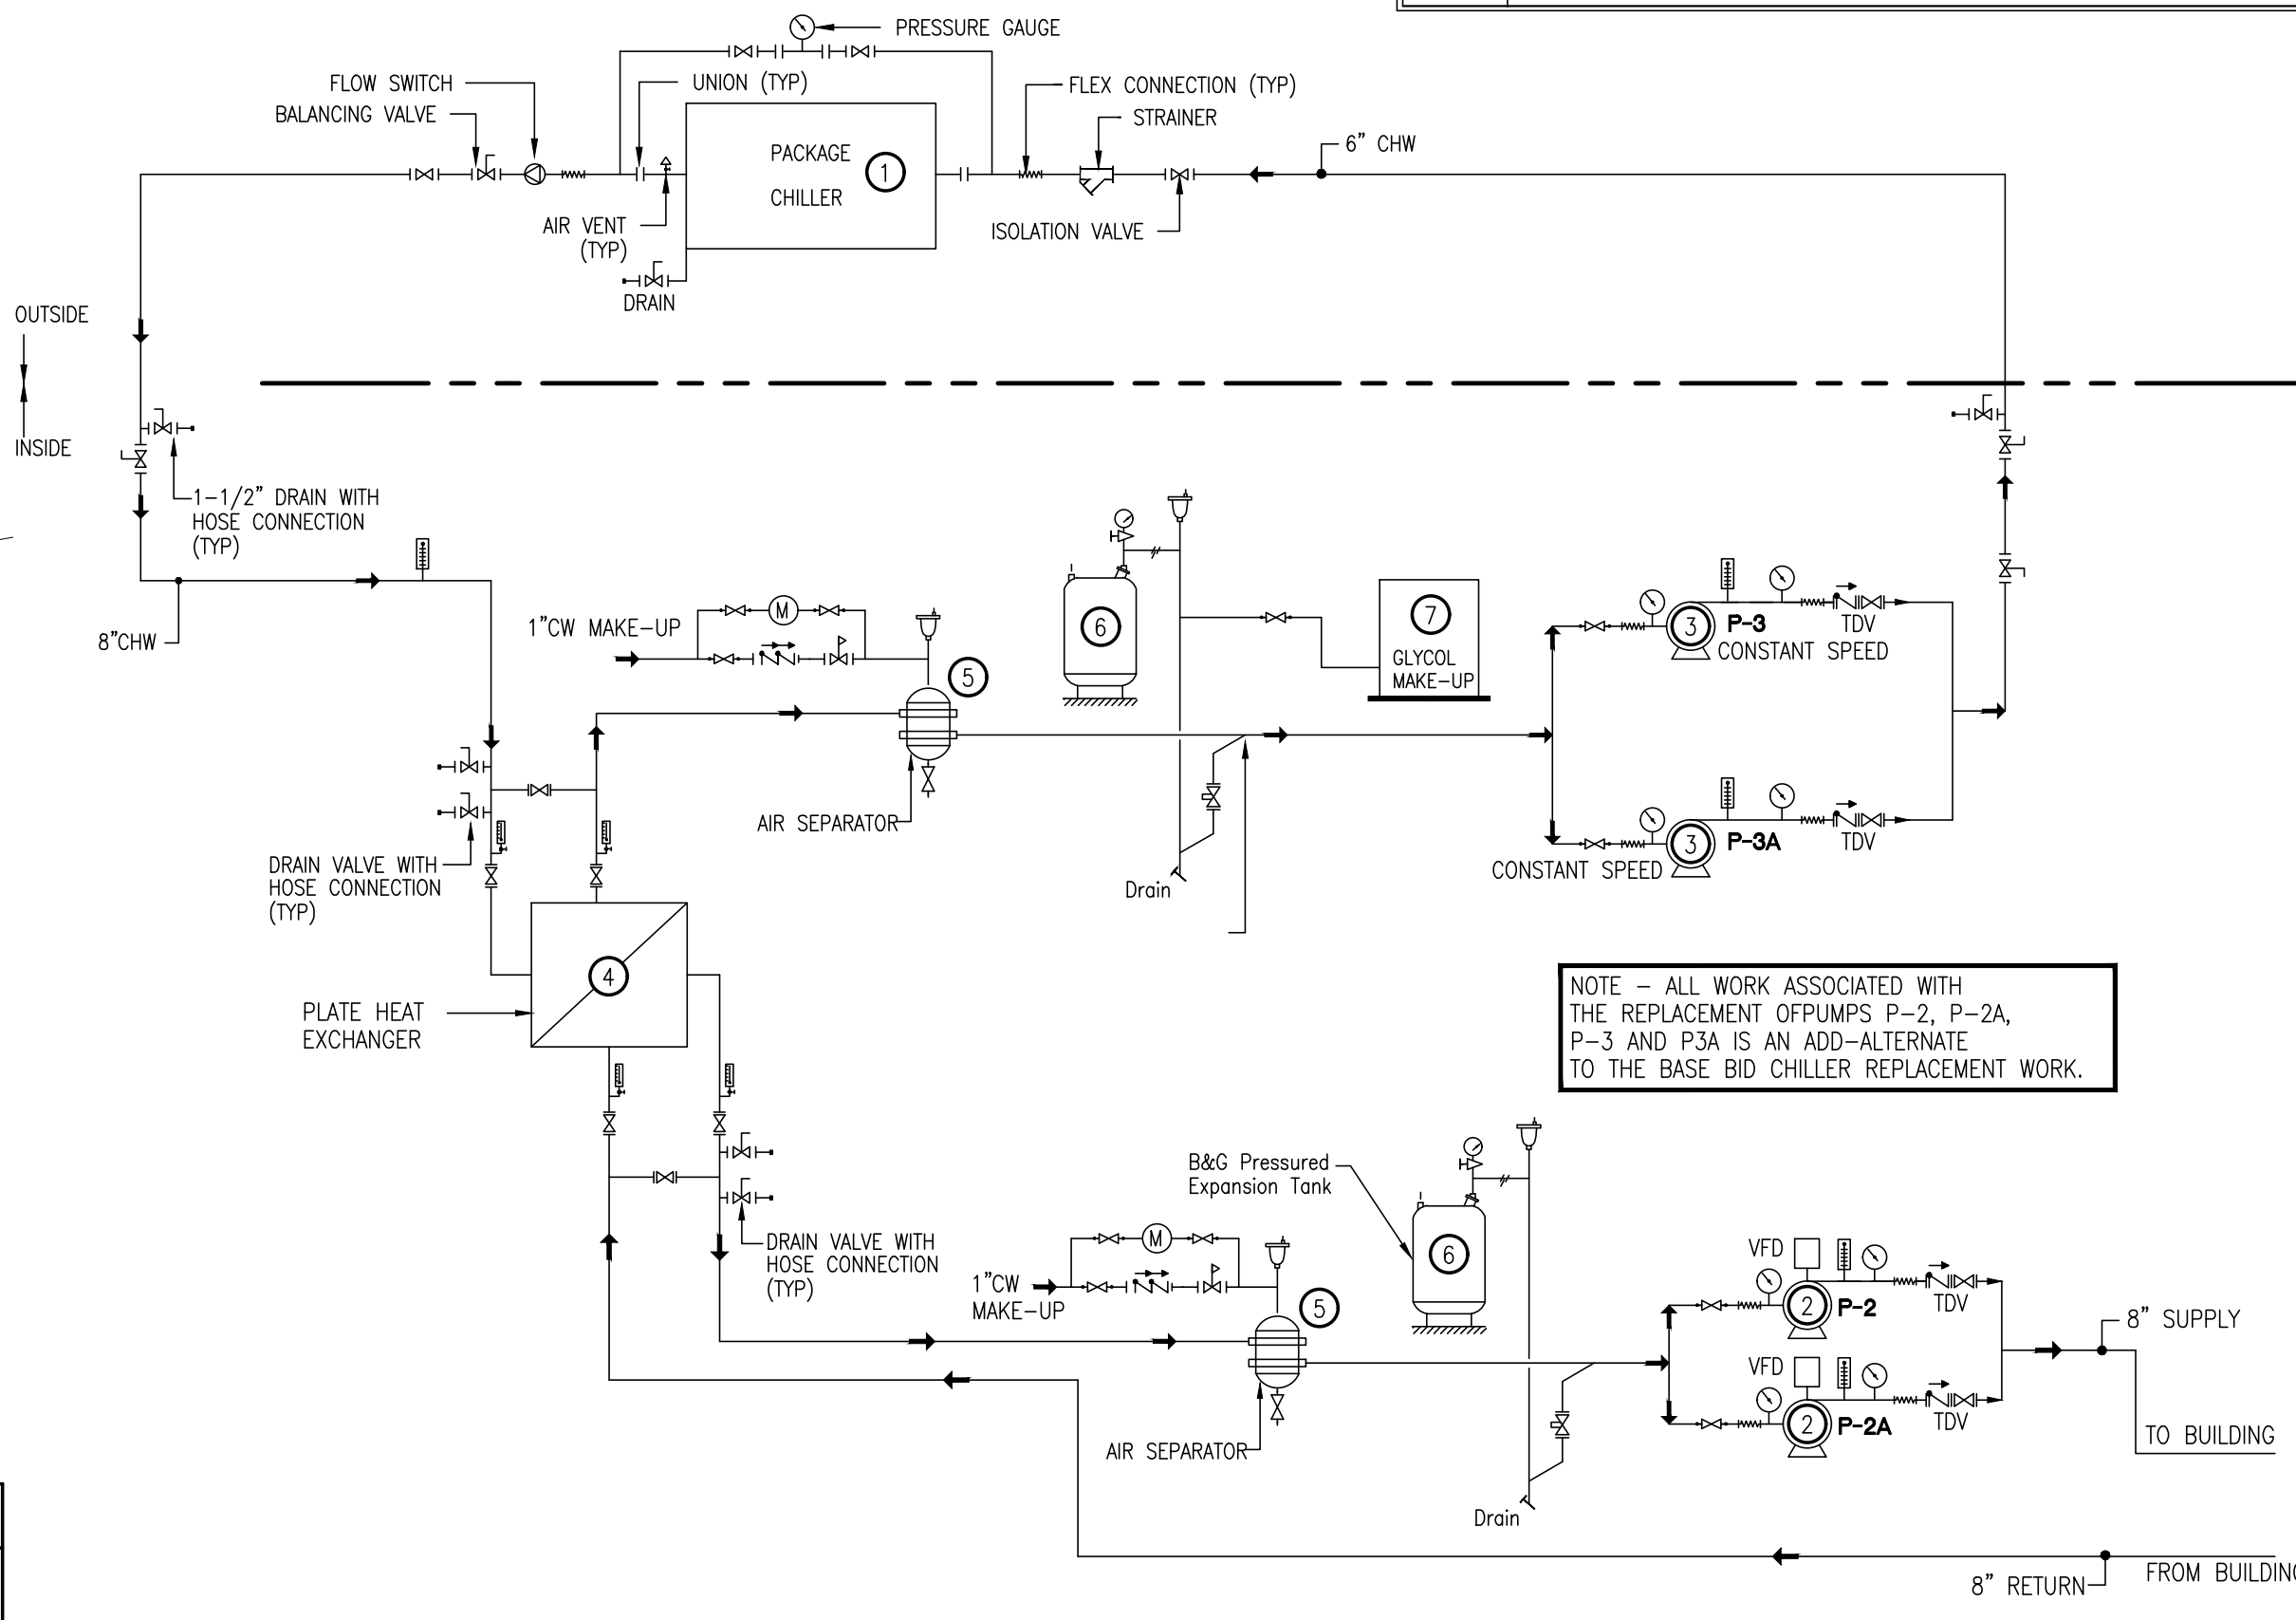 PRESSURE GAUGE
FLOW SWITCH
UNION (TYP)
FLEX CONNECTION (TYP)
BALANCING VALVE
STRAINER
6” CHW
PACKAGE
1
CHILLER
AIR VENT
(TYP)
ISOLATION VALVE
DRAIN
OUTSIDE
INSIDE
1-1/2” DRAIN WITH
HOSE CONNECTION
(TYP)
8”CHW
1”CW MAKE-UP
M
5
6
7
GLYCOL
MAKE-UP
3
P-3
TDV
CONSTANT SPEED
AIR SEPARATOR
3
P-3A
TDV
CONSTANT SPEED
Drain
DRAIN VALVE WITH
HOSE CONNECTION
(TYP)
4
PLATE HEAT
EXCHANGER
NOTE - ALL WORK ASSOCIATED WITH
THE REPLACEMENT OFPUMPS P-2, P-2A,
P-3 AND P3A IS AN ADD-ALTERNATE
TO THE BASE BID CHILLER REPLACEMENT WORK.
B&G Pressured
Expansion Tank
DRAIN VALVE WITH
HOSE CONNECTION
(TYP)
1”CW
MAKE-UP
M
5
6
VFD
2
P-2
TDV
8” SUPPLY
VFD
2
P-2A
TDV
TO BUILDING
AIR SEPARATOR
Drain
8” RETURN
FROM BUILDING